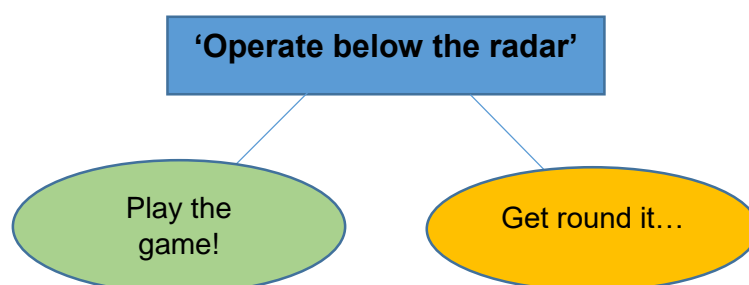 ‘Operate below the radar’
Play the
game!
Get round it…